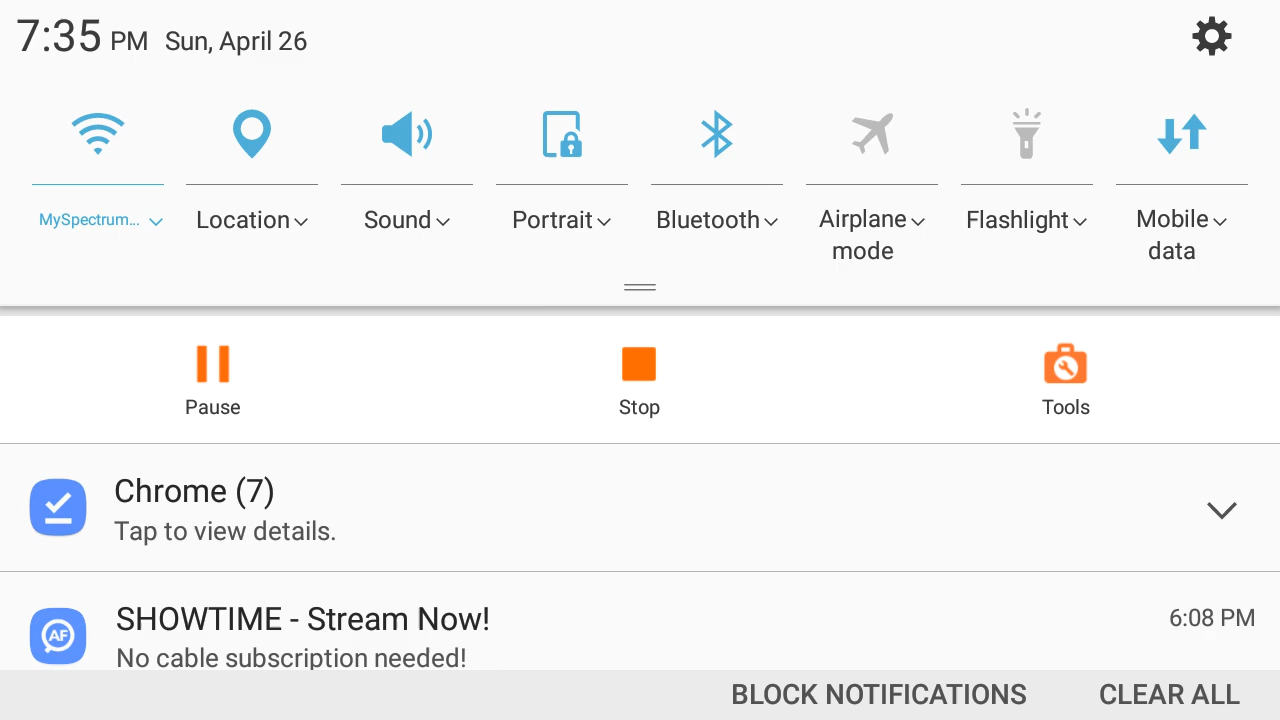 7:35 PM Sun, April 26
MySpectrum... Location Sound Portrait Bluetooth Airplane mode Flashlight Mobile data
Pause Stop Tools
Chrome (7)
Tap to view details.
SHOWTIME - Stream Now! 6:08 PM
AF
No cable subscription needed!
BLOCK NOTIFICATIONS CLEAR ALL